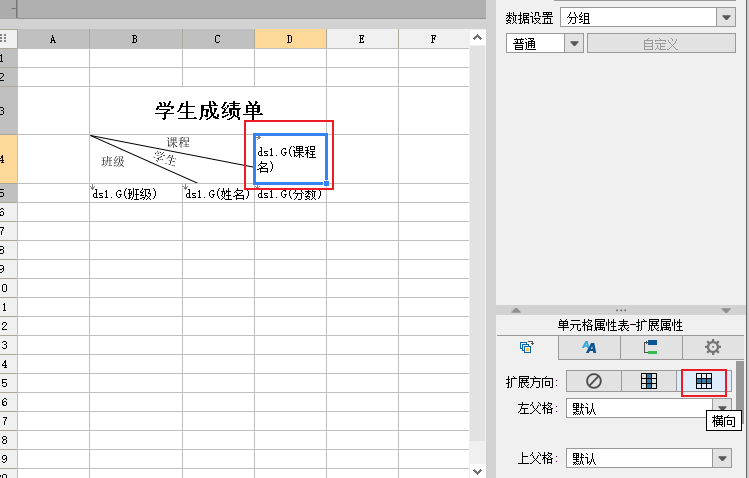 数据设置 分组
普通 自定义
A B C D E F
1
2
3
学生成绩单
4
课程
学生
班级
ds1.G(课程
名)
5
ds1.G(班级) ds1.G(姓名) ds1.G(分数)
6
7
8
9
0
1
2
3
4
5
6
7
8
9
单元格属性表-扩展属性
扩展方向:
左父格: 默认
横向
上父格: 默认